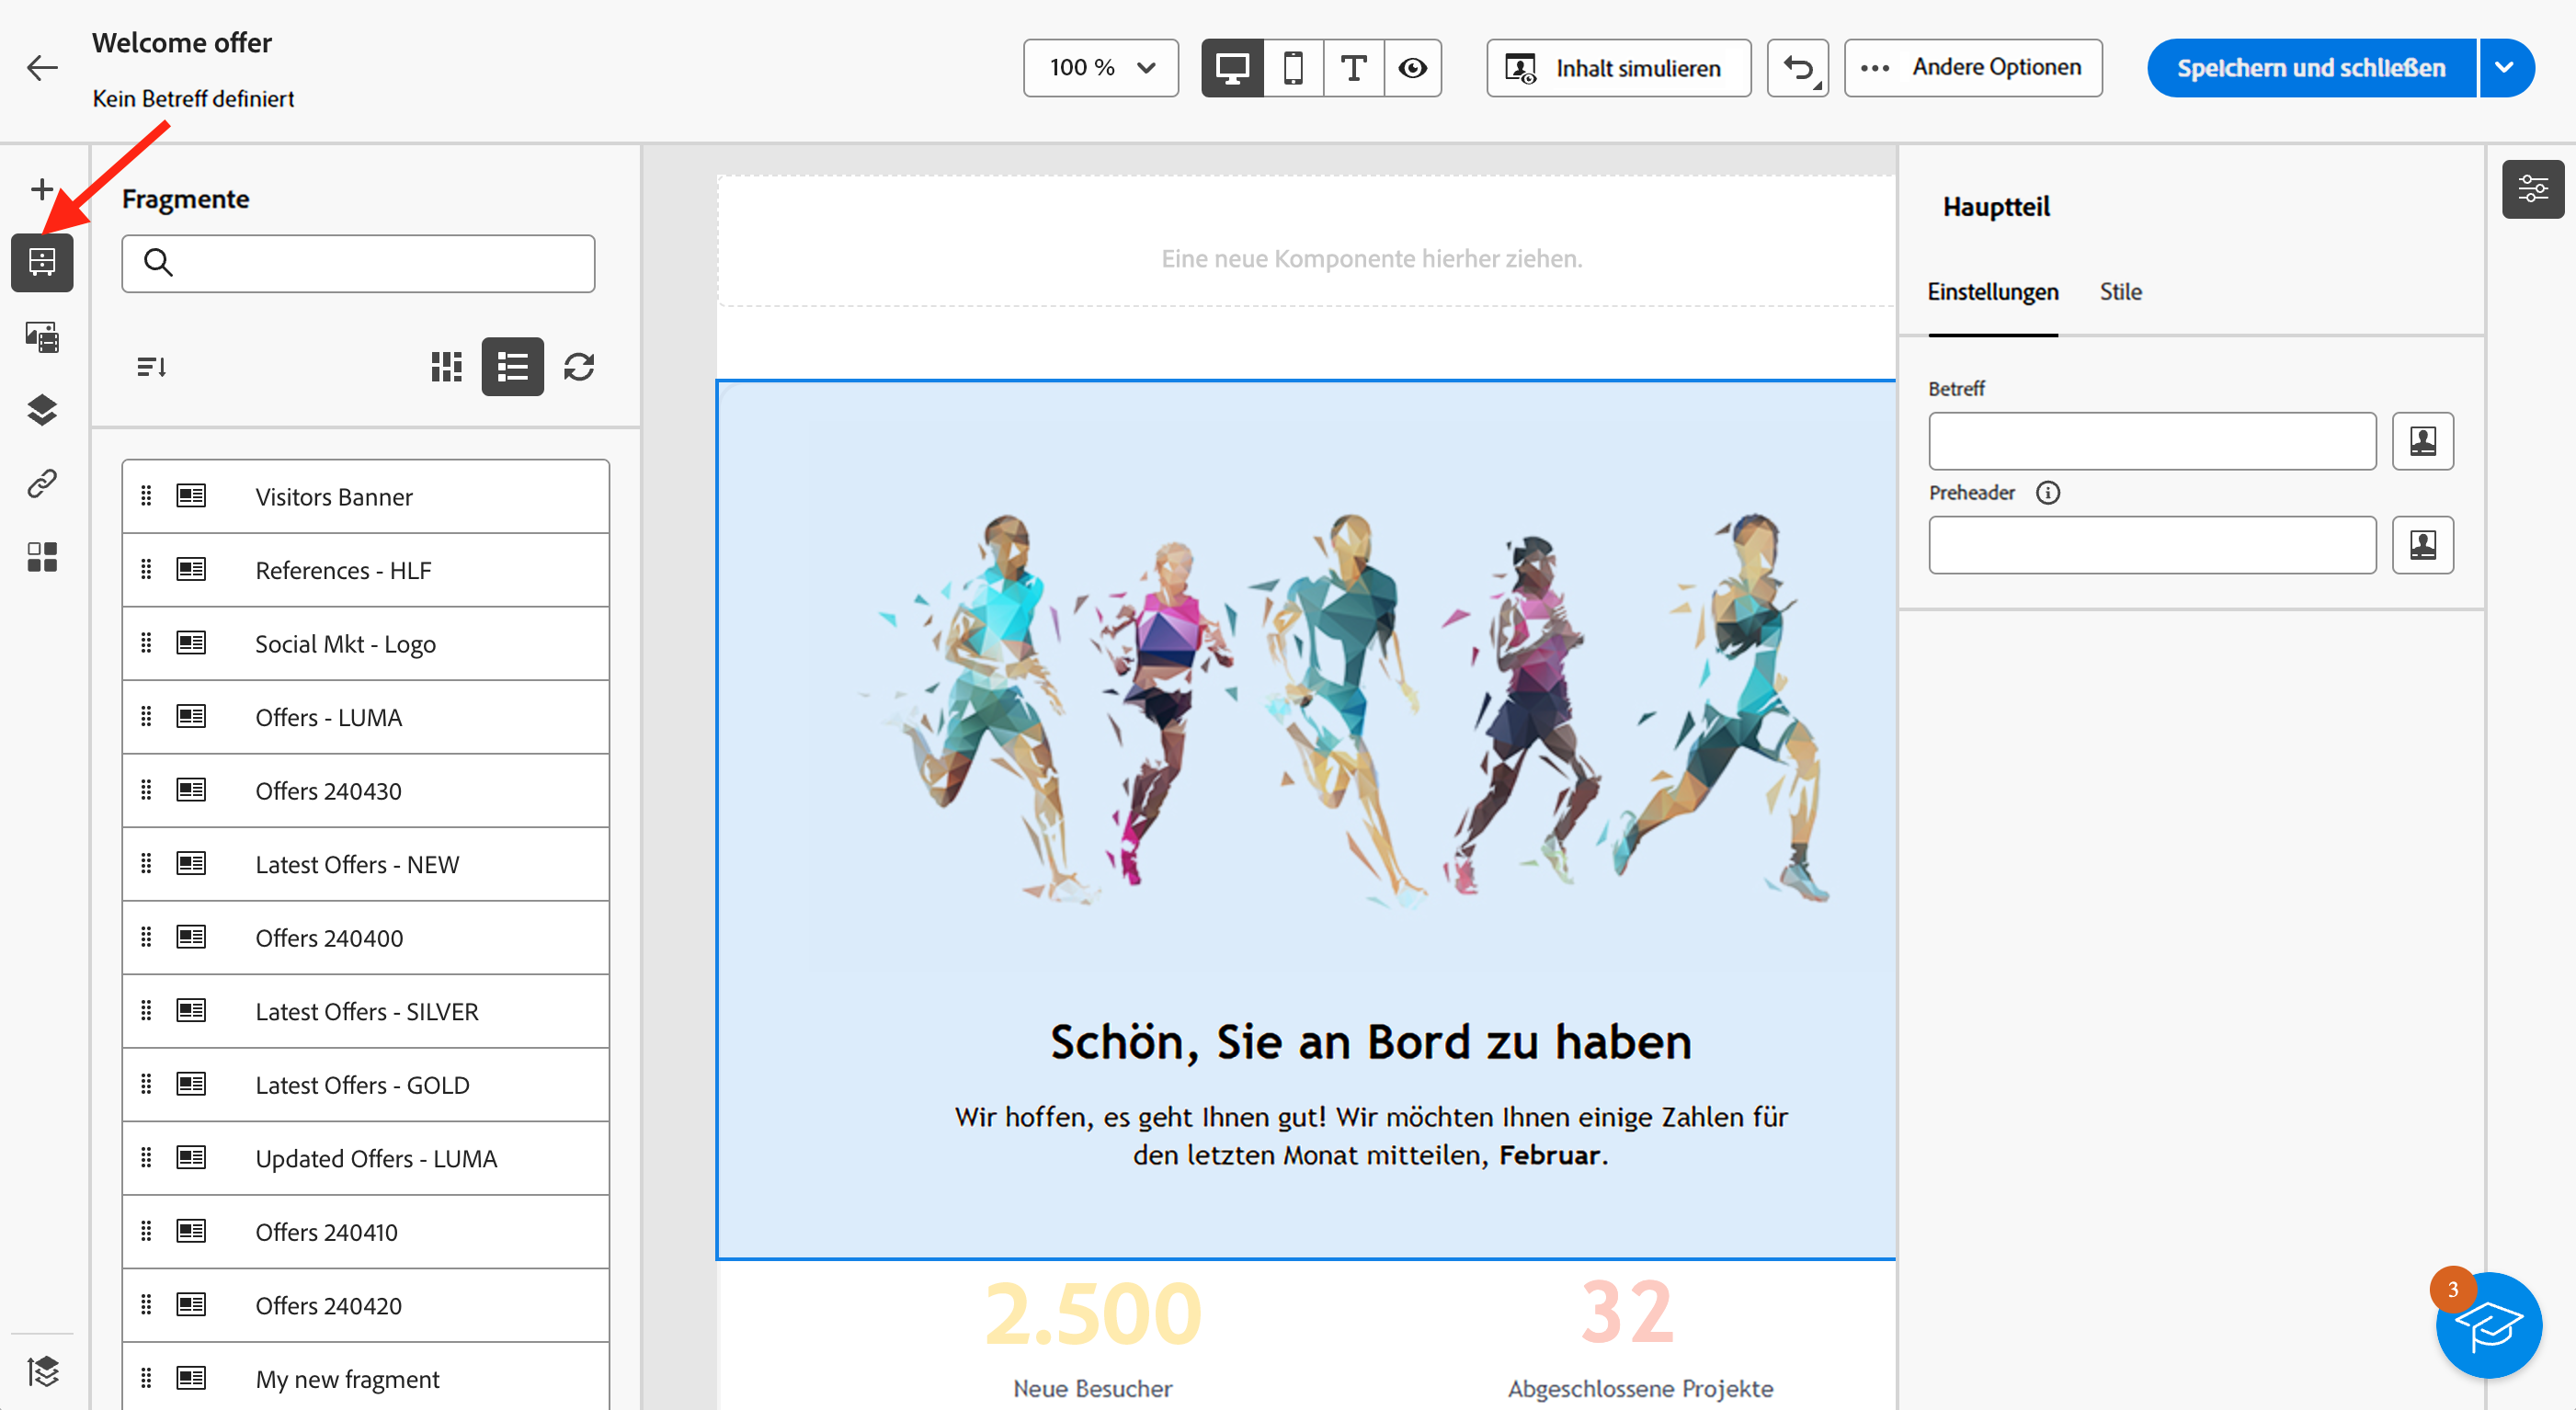 Welcome offer
Kein Betreff definiert
100 %
Inhalt simulieren
Andere Optionen
Speichern und schließen
Fragmente
Visitors Banner
References - HLF
Social Mkt - Logo
Offers - LUMA
Offers 240430
Latest Offers - NEW
Offers 240400
Latest Offers - SILVER
Latest Offers - GOLD
Updated Offers - LUMA
Offers 240410
Offers 240420
My new fragment
Eine neue Komponente hierher ziehen.
Schön, Sie an Bord zu haben
Wir hoffen, es geht Ihnen gut! Wir möchten Ihnen einige Zahlen für
den letzten Monat mitteilen, Februar.
2.500
32
Neue Besucher
Abgeschlossene Projekte
Hauptteil
Einstellungen
Stile
Betreff
Preheader
3